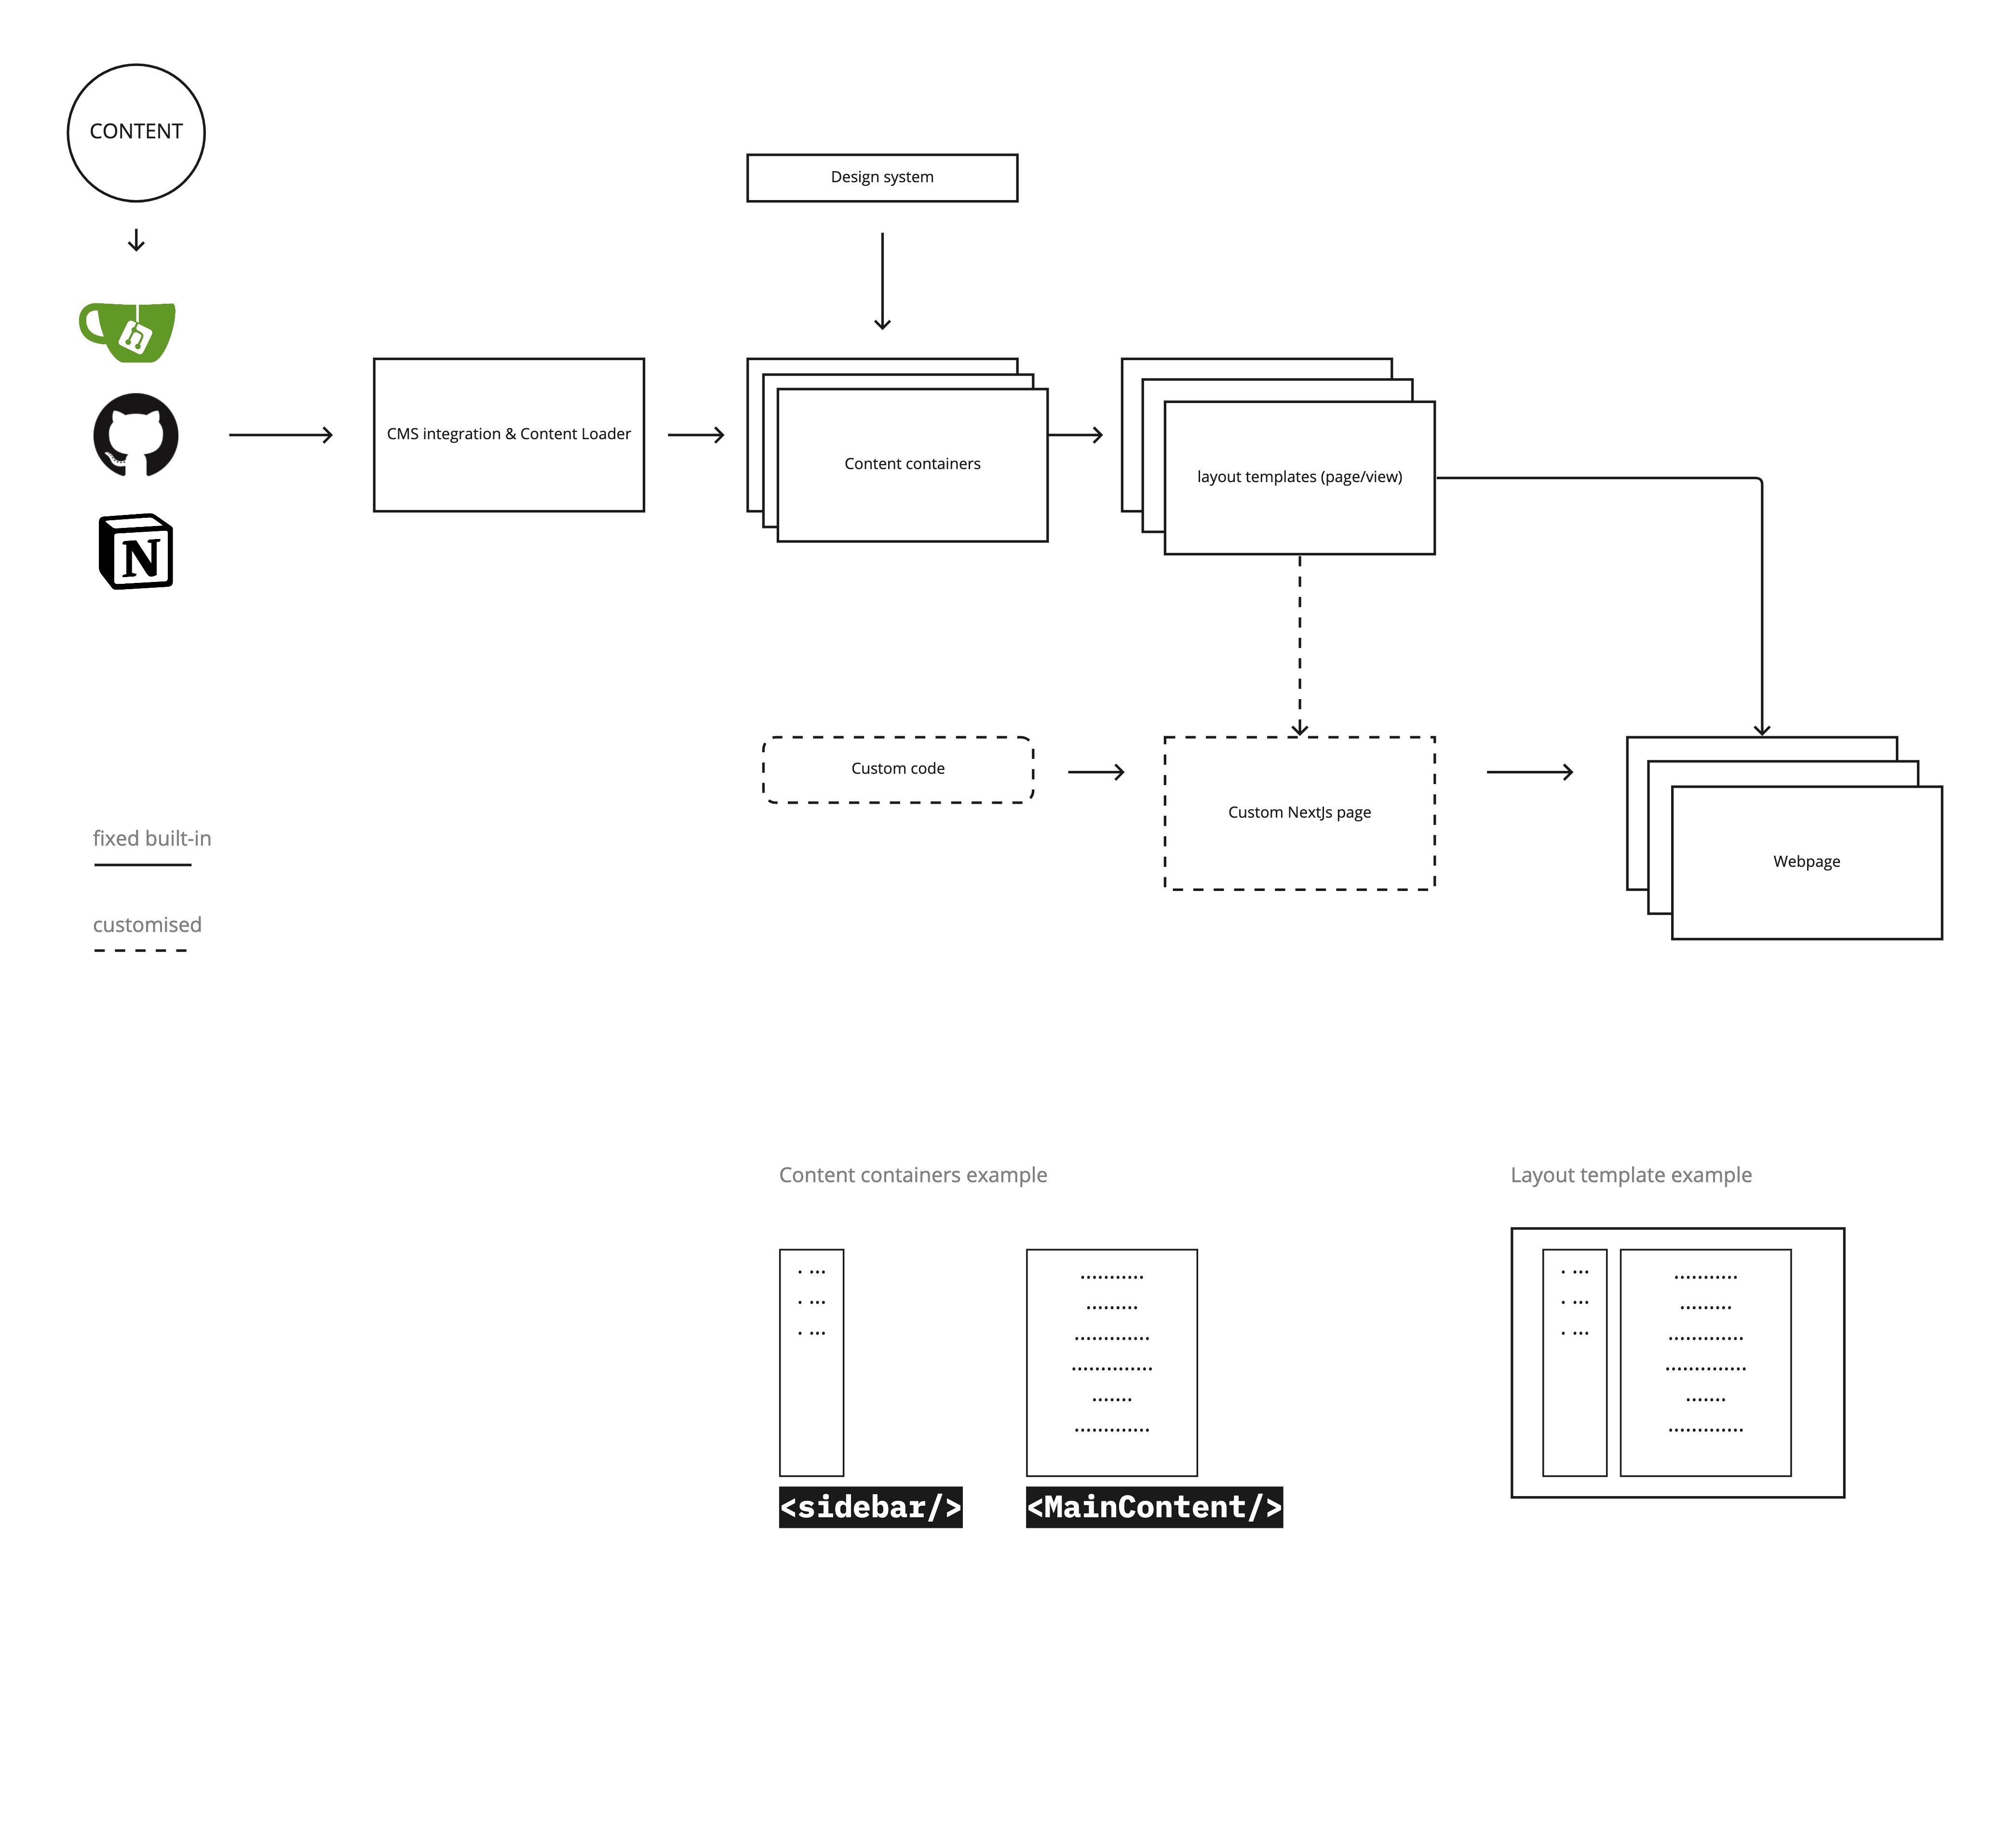 CONTENT
Design system
CMS integration & Content Loader
Content containers
layout templates (page/view)
N
Custom code
Custom NextJs page
Webpage
fixed built-in
customised
Content containers example
Layout template example
<sidebar/>
<MainContent/>